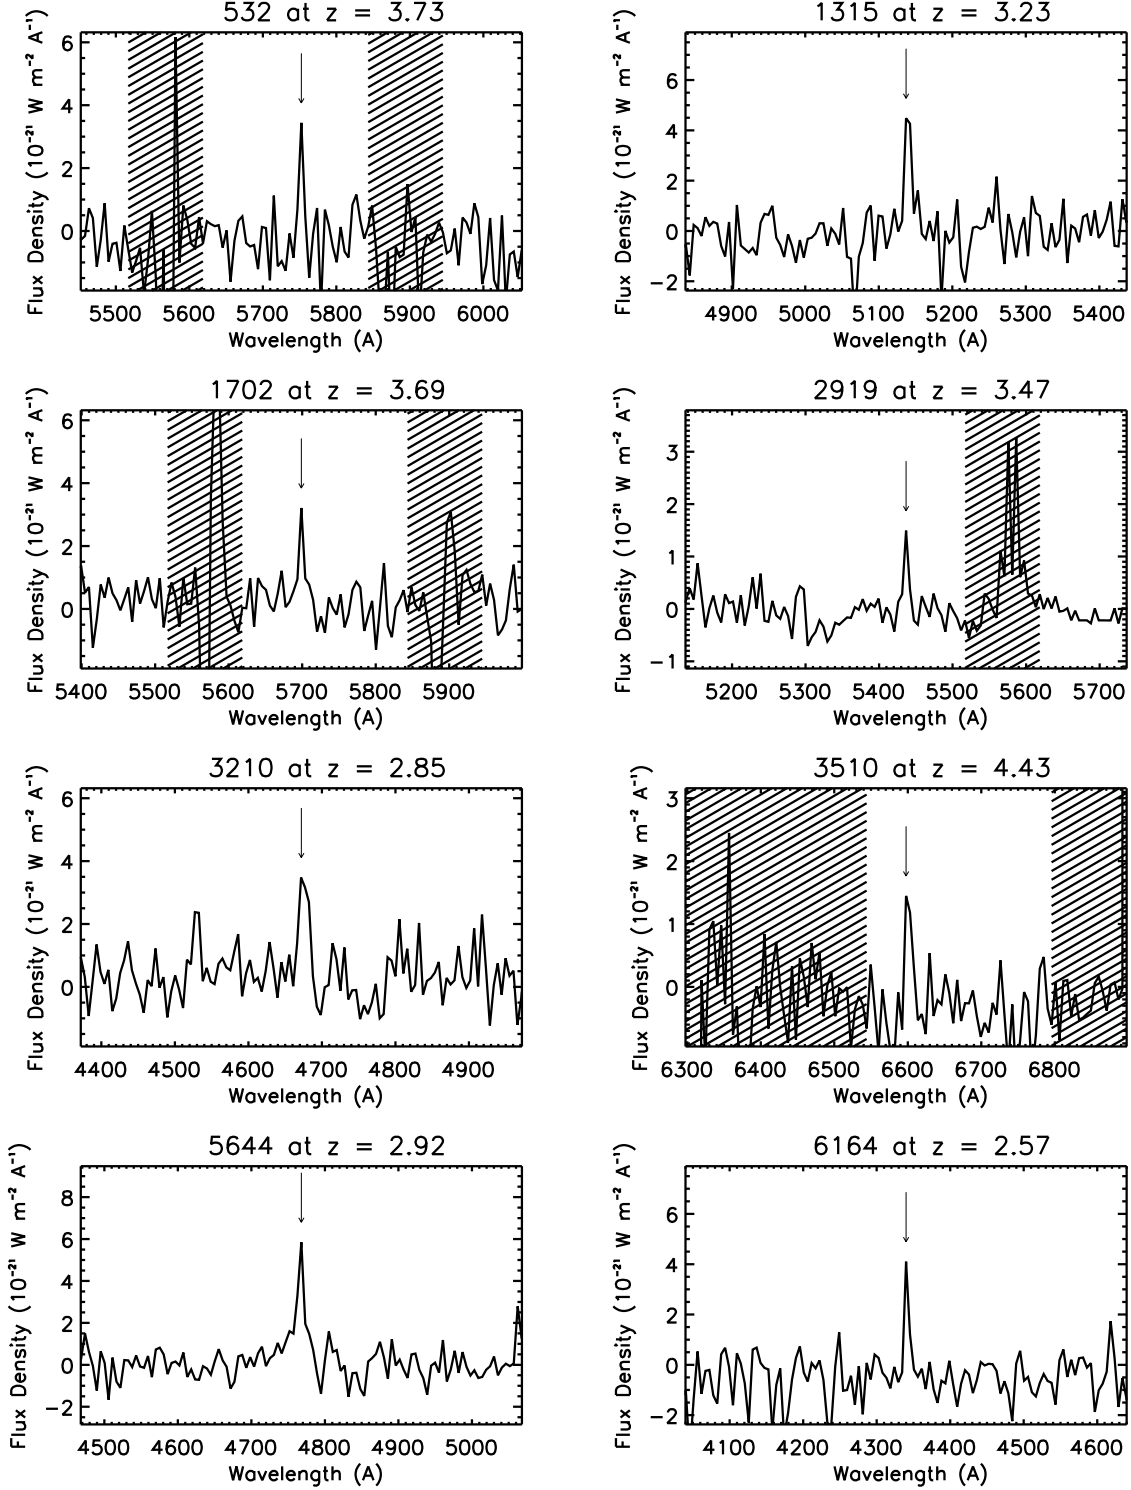 532 at z = 3.73
Flux Density (10⁻²¹ W m⁻² A⁻¹)
6
4
2
0
5500 5600 5700 5800 5900 6000
Wavelength (A)
1315 at z = 3.23
Flux Density (10⁻²¹ W m⁻² A⁻¹)
6
4
2
0
−2
4900 5000 5100 5200 5300 5400
Wavelength (A)
1702 at z = 3.69
Flux Density (10⁻²¹ W m⁻² A⁻¹)
6
4
2
0
5400 5500 5600 5700 5800 5900
Wavelength (A)
2919 at z = 3.47
Flux Density (10⁻²¹ W m⁻² A⁻¹)
3
2
1
0
−1
5200 5300 5400 5500 5600 5700
Wavelength (A)
3210 at z = 2.85
Flux Density (10⁻²¹ W m⁻² A⁻¹)
6
4
2
0
4400 4500 4600 4700 4800 4900
Wavelength (A)
3510 at z = 4.43
Flux Density (10⁻²¹ W m⁻² A⁻¹)
3
2
1
0
6300 6400 6500 6600 6700 6800
Wavelength (A)
5644 at z = 2.92
Flux Density (10⁻²¹ W m⁻² A⁻¹)
8
6
4
2
0
−2
4500 4600 4700 4800 4900 5000
Wavelength (A)
6164 at z = 2.57
Flux Density (10⁻²¹ W m⁻² A⁻¹)
6
4
2
0
−2
4100 4200 4300 4400 4500 4600
Wavelength (A)